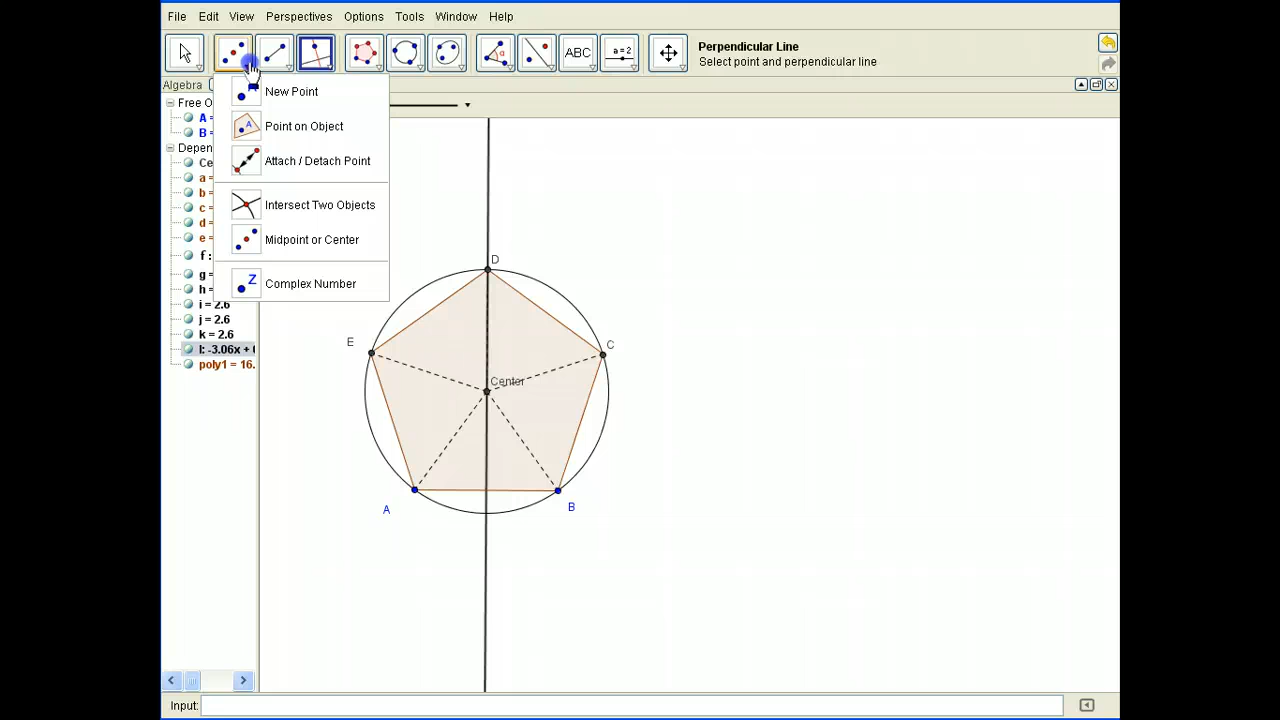 File Edit View Perspectives Options Tools Window Help
ABC
a=2
Perpendicular Line
Select point and perpendicular line
Algebra
Free O
A =
B =
Depen
Ce
a =
b =
c =
d =
e =
f :
g =
h =
i = 2.6
j = 2.6
k = 2.6
l: -3.06x +
poly1 = 16.
New Point
A
Point on Object
Attach / Detach Point
Intersect Two Objects
Midpoint or Center
Z
Complex Number
D
E
C
Center
A
B
Input: